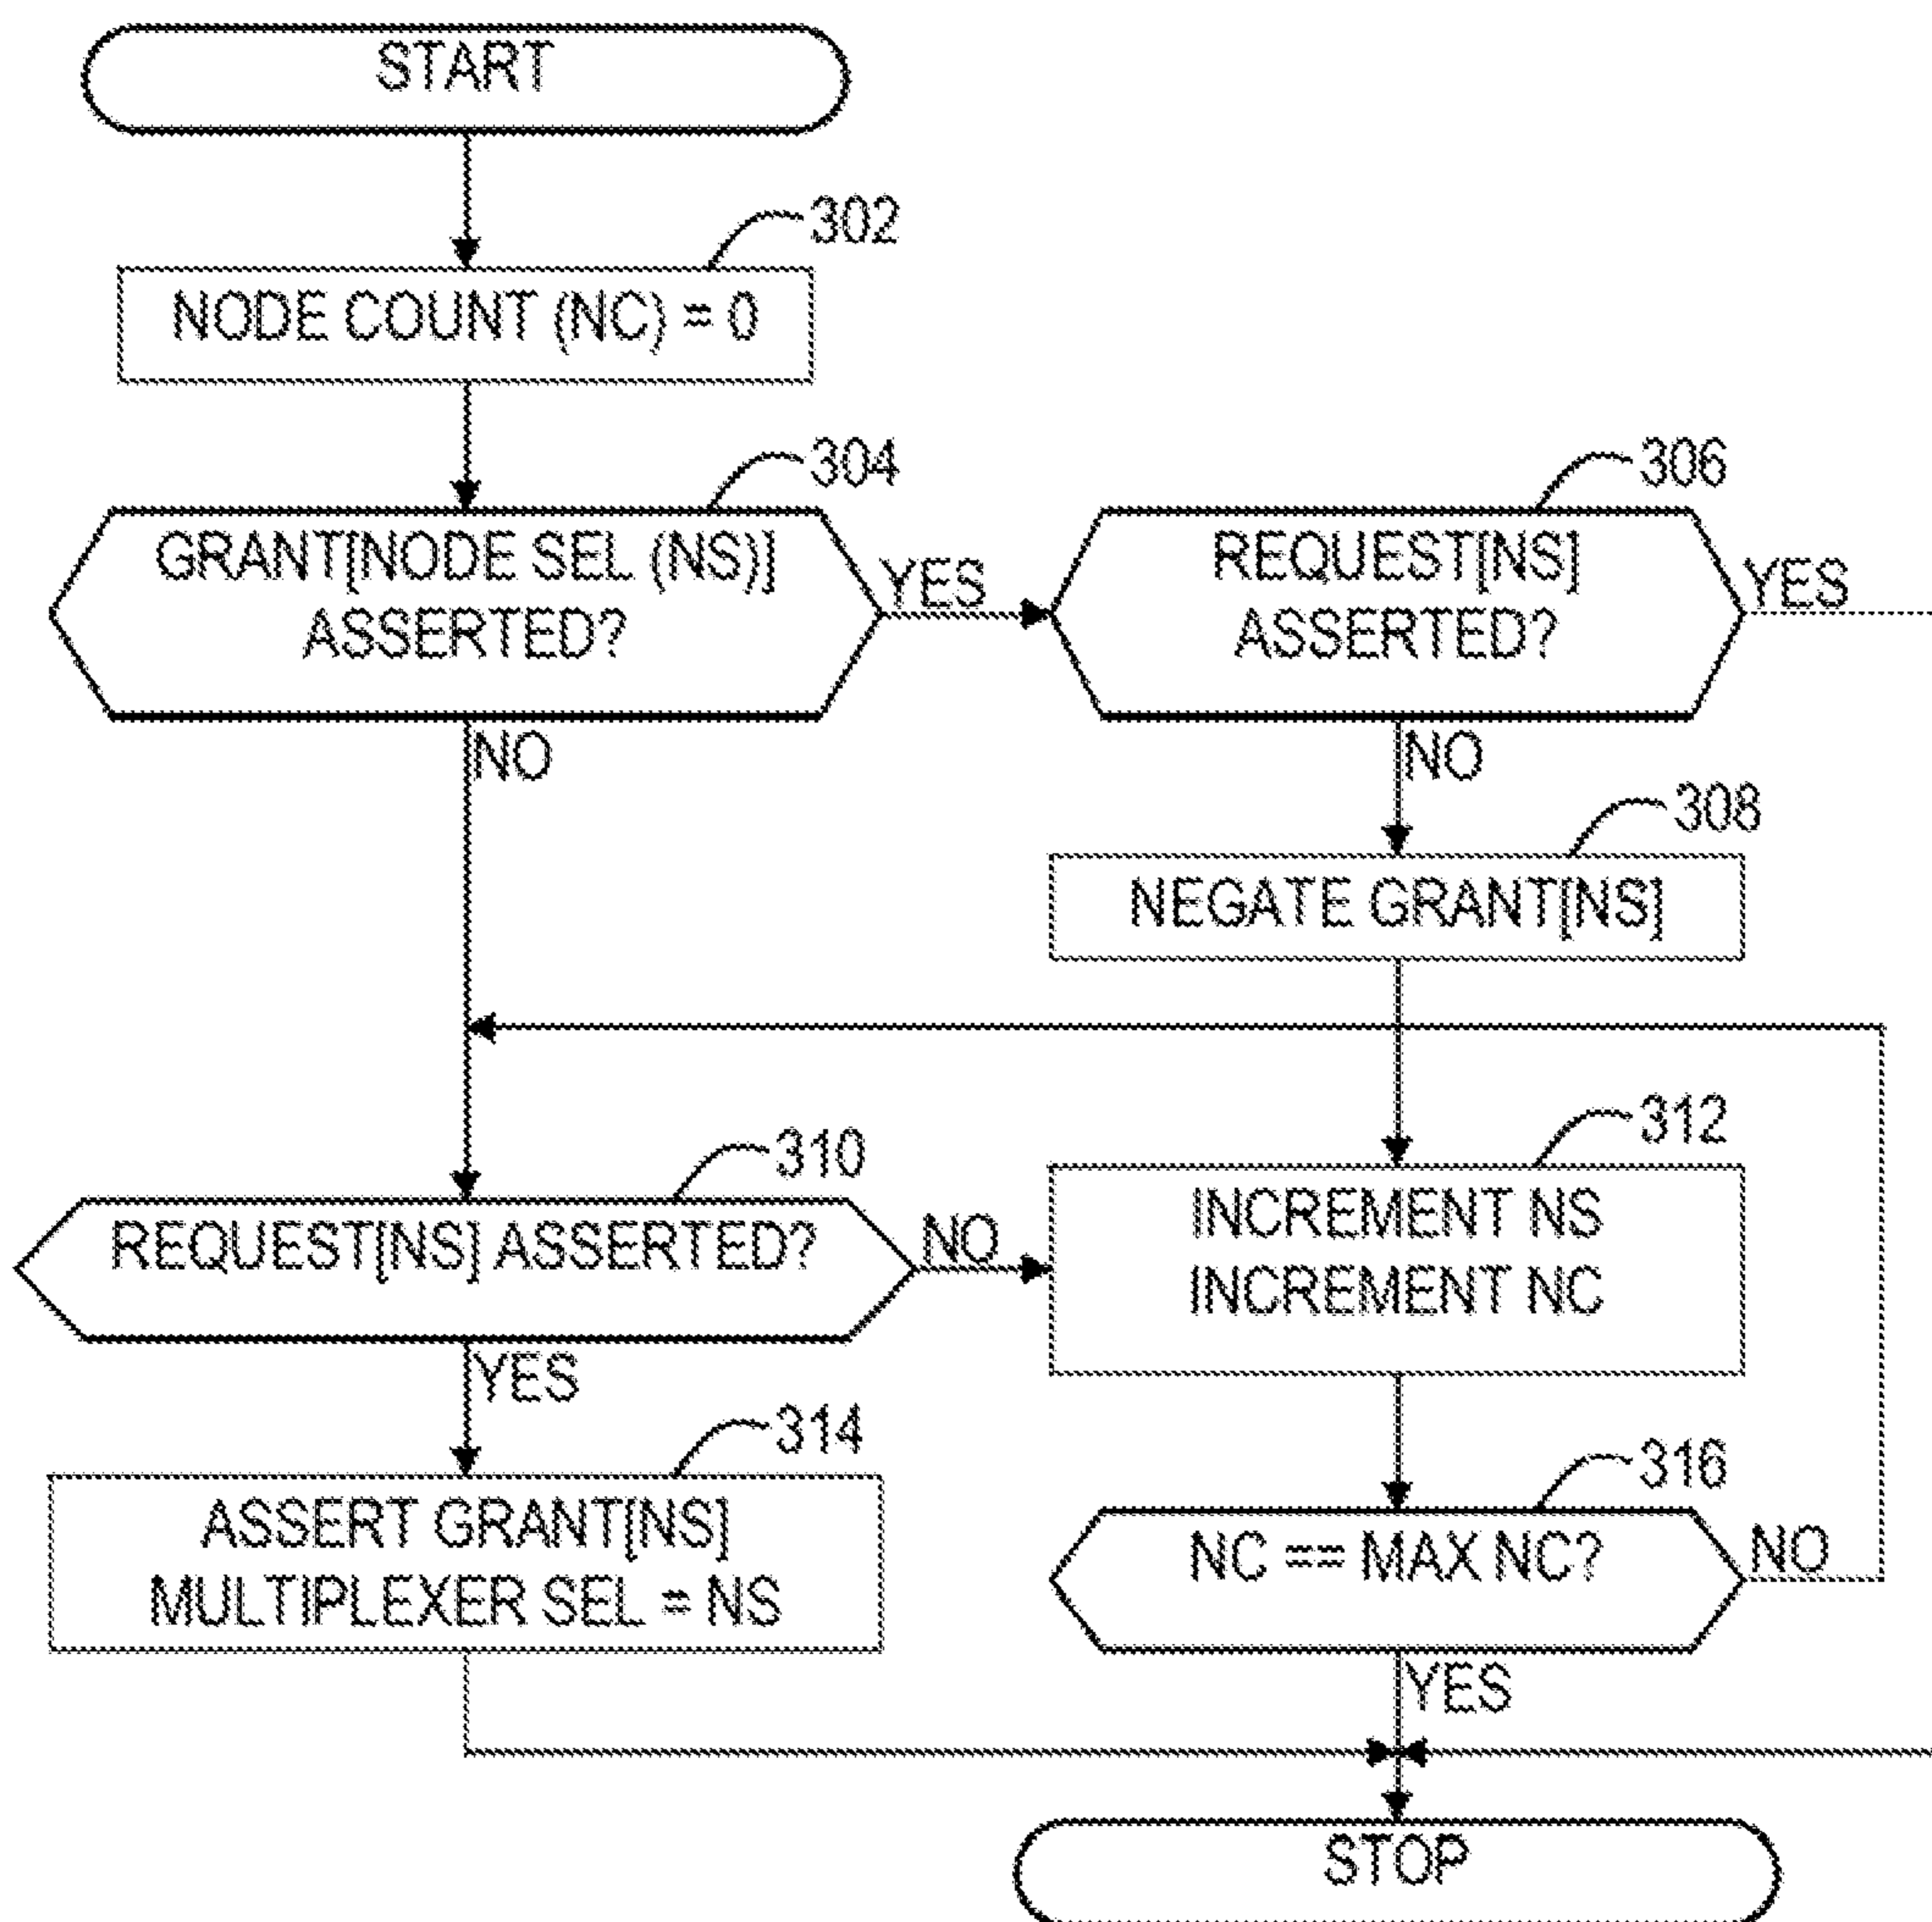 START
302
NODE COUNT (NC) = 0
304
306
GRANT[NODE SEL (NS)]
ASSERTED?
YES
REQUEST[NS]
ASSERTED?
YES
NO
NO
308
NEGATE GRANT[NS]
310
312
REQUEST[NS] ASSERTED?
NO
INCREMENT NS
INCREMENT NC
YES
314
316
ASSERT GRANT[NS]
MULTIPLEXER SEL = NS
NC == MAX NC?
NO
YES
STOP